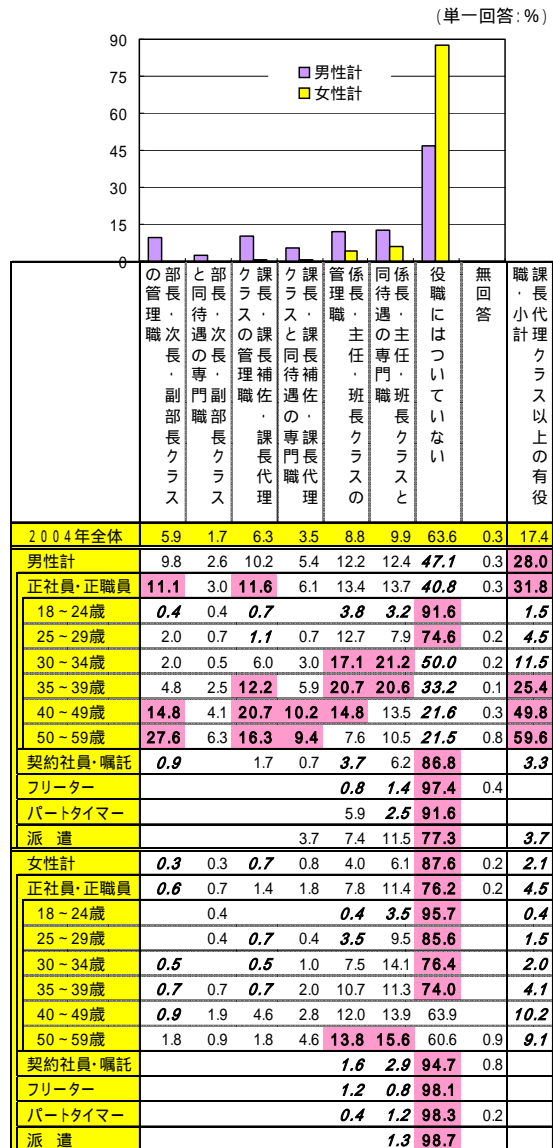 (単一回答:%)
90
75
60
45
30
15
0
男性計
女性計
部長・次長・副部長クラスの管理職
部長・次長・副部長クラスと同待遇の専門職
課長・課長補佐・課長代理クラスの管理職
課長・課長補佐・課長代理クラスと同待遇の専門職
係長・主任・班長クラスの管理職
係長・主任・班長クラスと同待遇の専門職
役職にはついていない
無回答
課長代理クラス以上の有役職・小計
2004年全体 5.9 1.7 6.3 3.5 8.8 9.9 63.6 0.3 17.4
男性計 9.8 2.6 10.2 5.4 12.2 12.4 47.1 0.3 28.0
正社員・正職員 11.1 3.0 11.6 6.1 13.4 13.7 40.8 0.3 31.8
18~24歳 0.4 0.4 0.7 3.8 3.2 91.6 1.5
25~29歳 2.0 0.7 1.1 0.7 12.7 7.9 74.6 0.2 4.5
30~34歳 2.0 0.5 6.0 3.0 17.1 21.2 50.0 0.2 11.5
35~39歳 4.8 2.5 12.2 5.9 20.7 20.6 33.2 0.1 25.4
40~49歳 14.8 4.1 20.7 10.2 14.8 13.5 21.6 0.3 49.8
50~59歳 27.6 6.3 16.3 9.4 7.6 10.5 21.5 0.8 59.6
契約社員・嘱託 0.9 1.7 0.7 3.7 6.2 86.8 3.3
フリーター 0.8 1.4 97.4 0.4
パートタイマー 5.9 2.5 91.6
派 遣 3.7 7.4 11.5 77.3 3.7
女性計 0.3 0.3 0.7 0.8 4.0 6.1 87.6 0.2 2.1
正社員・正職員 0.6 0.7 1.4 1.8 7.8 11.4 76.2 0.2 4.5
18~24歳 0.4 0.4 3.5 95.7 0.4
25~29歳 0.4 0.7 0.4 3.5 9.5 85.6 1.5
30~34歳 0.5 0.5 1.0 7.5 14.1 76.4 2.0
35~39歳 0.7 0.7 0.7 2.0 10.7 11.3 74.0 4.1
40~49歳 0.9 1.9 4.6 2.8 12.0 13.9 63.9 10.2
50~59歳 1.8 0.9 1.8 4.6 13.8 15.6 60.6 0.9 9.1
契約社員・嘱託 1.6 2.9 94.7 0.8
フリーター 1.2 0.8 98.1
パートタイマー 0.4 1.2 98.3 0.2
派 遣 1.3 98.7